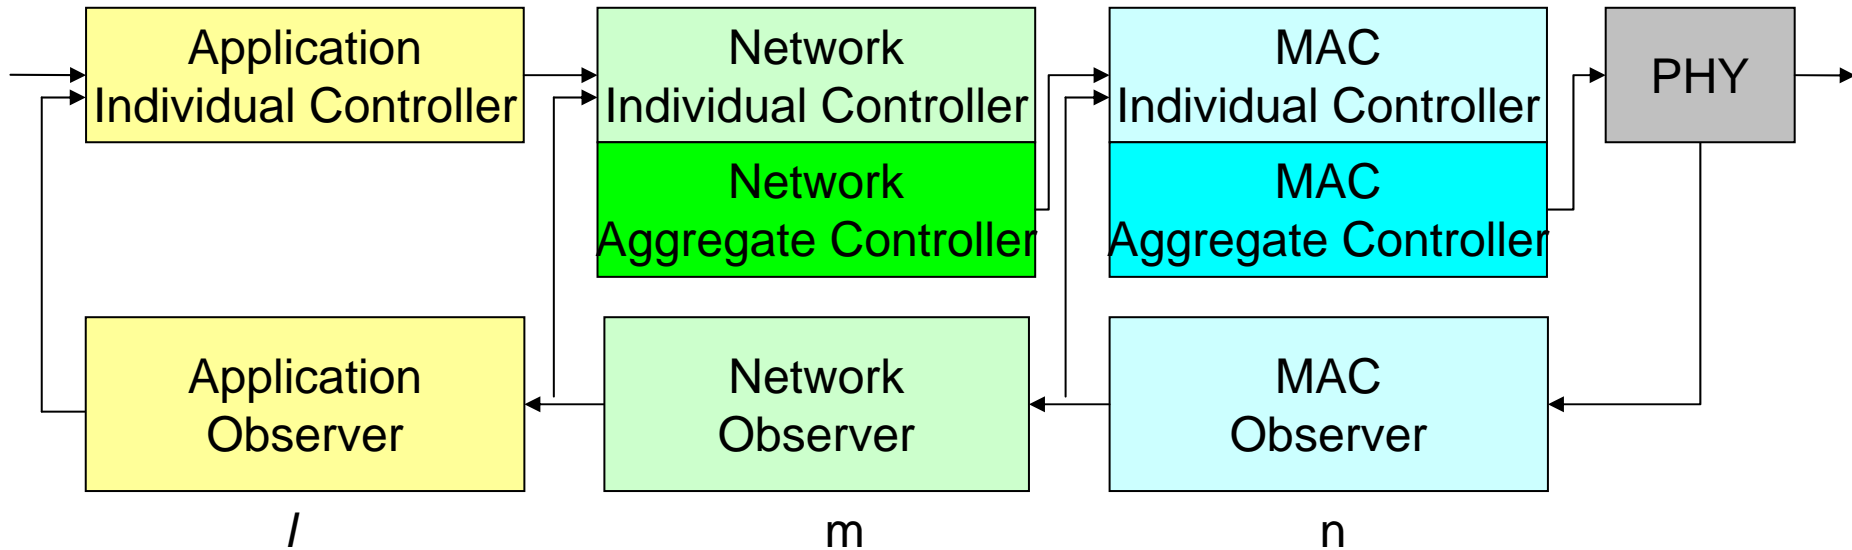 Application
Individual Controller
Network
Individual Controller
MAC
Individual Controller
PHY
Network
Aggregate Controller
MAC
Aggregate Controller
Application
Observer
Network
Observer
MAC
Observer
l
m
n